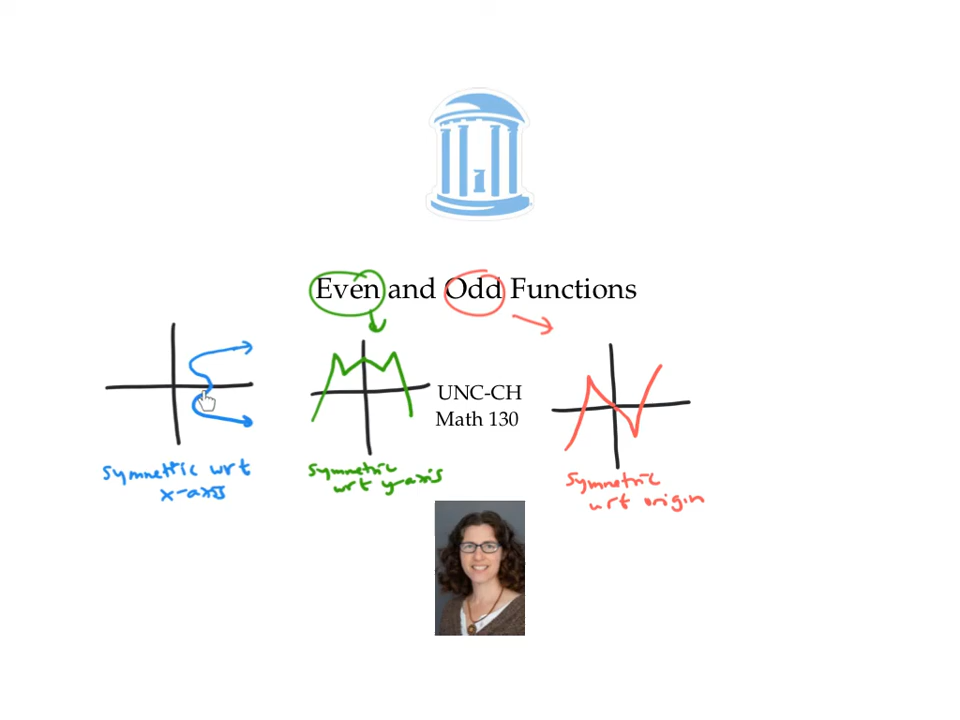 Even and Odd Functions
UNC-CH
Math 130
symmetric wrt
x-axis
symmetric
wrt y-axis
symmetric
wrt origin